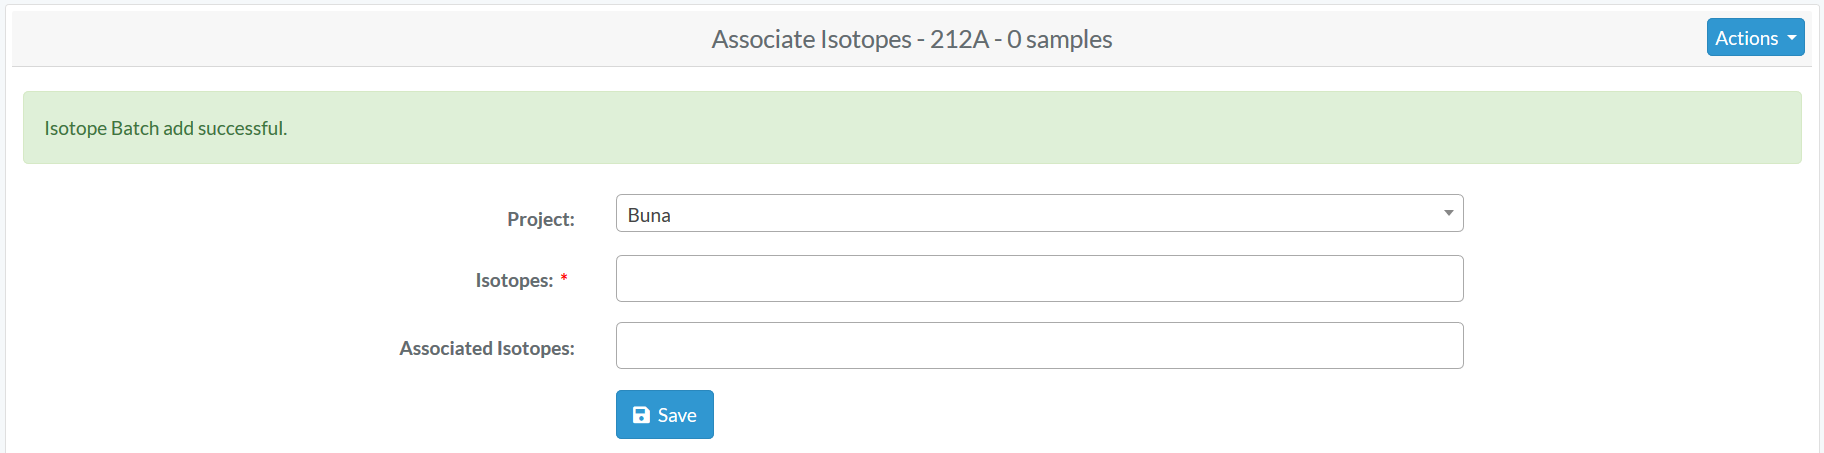 Associate Isotopes - 212A - 0 samples
Actions
Isotope Batch add successful.
Project:
Buna
Isotopes: *
Associated Isotopes:
Save